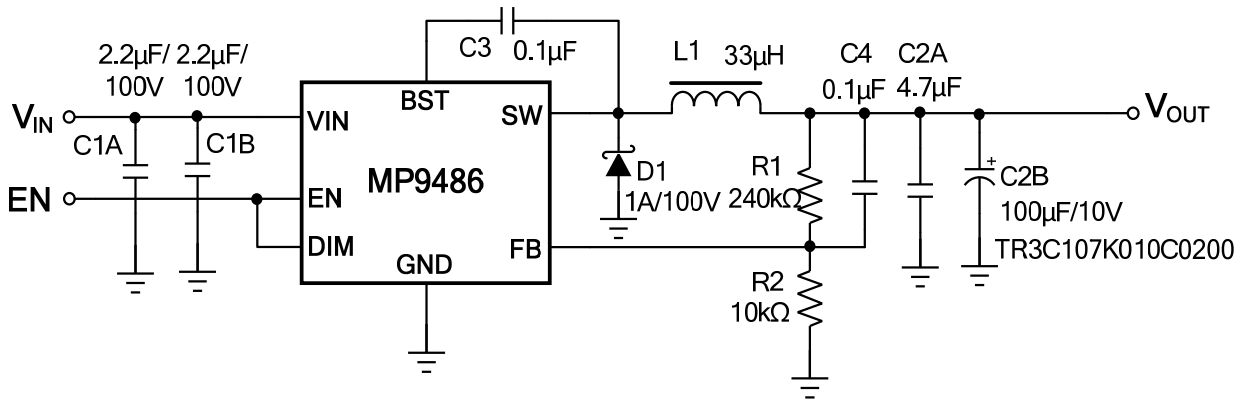 C3 0.1µF
2.2µF/
100V
2.2µF/
100V
L1 33µH
C4
0.1µF
C2A
4.7µF
BST
VIN
C1A
C1B
VIN
SW
VOUT
MP9486
D1
1A/100V
R1
240kΩ
C2B
+
100µF/10V
TR3C107K010C0200
EN
EN
DIM
GND
FB
R2
10kΩ